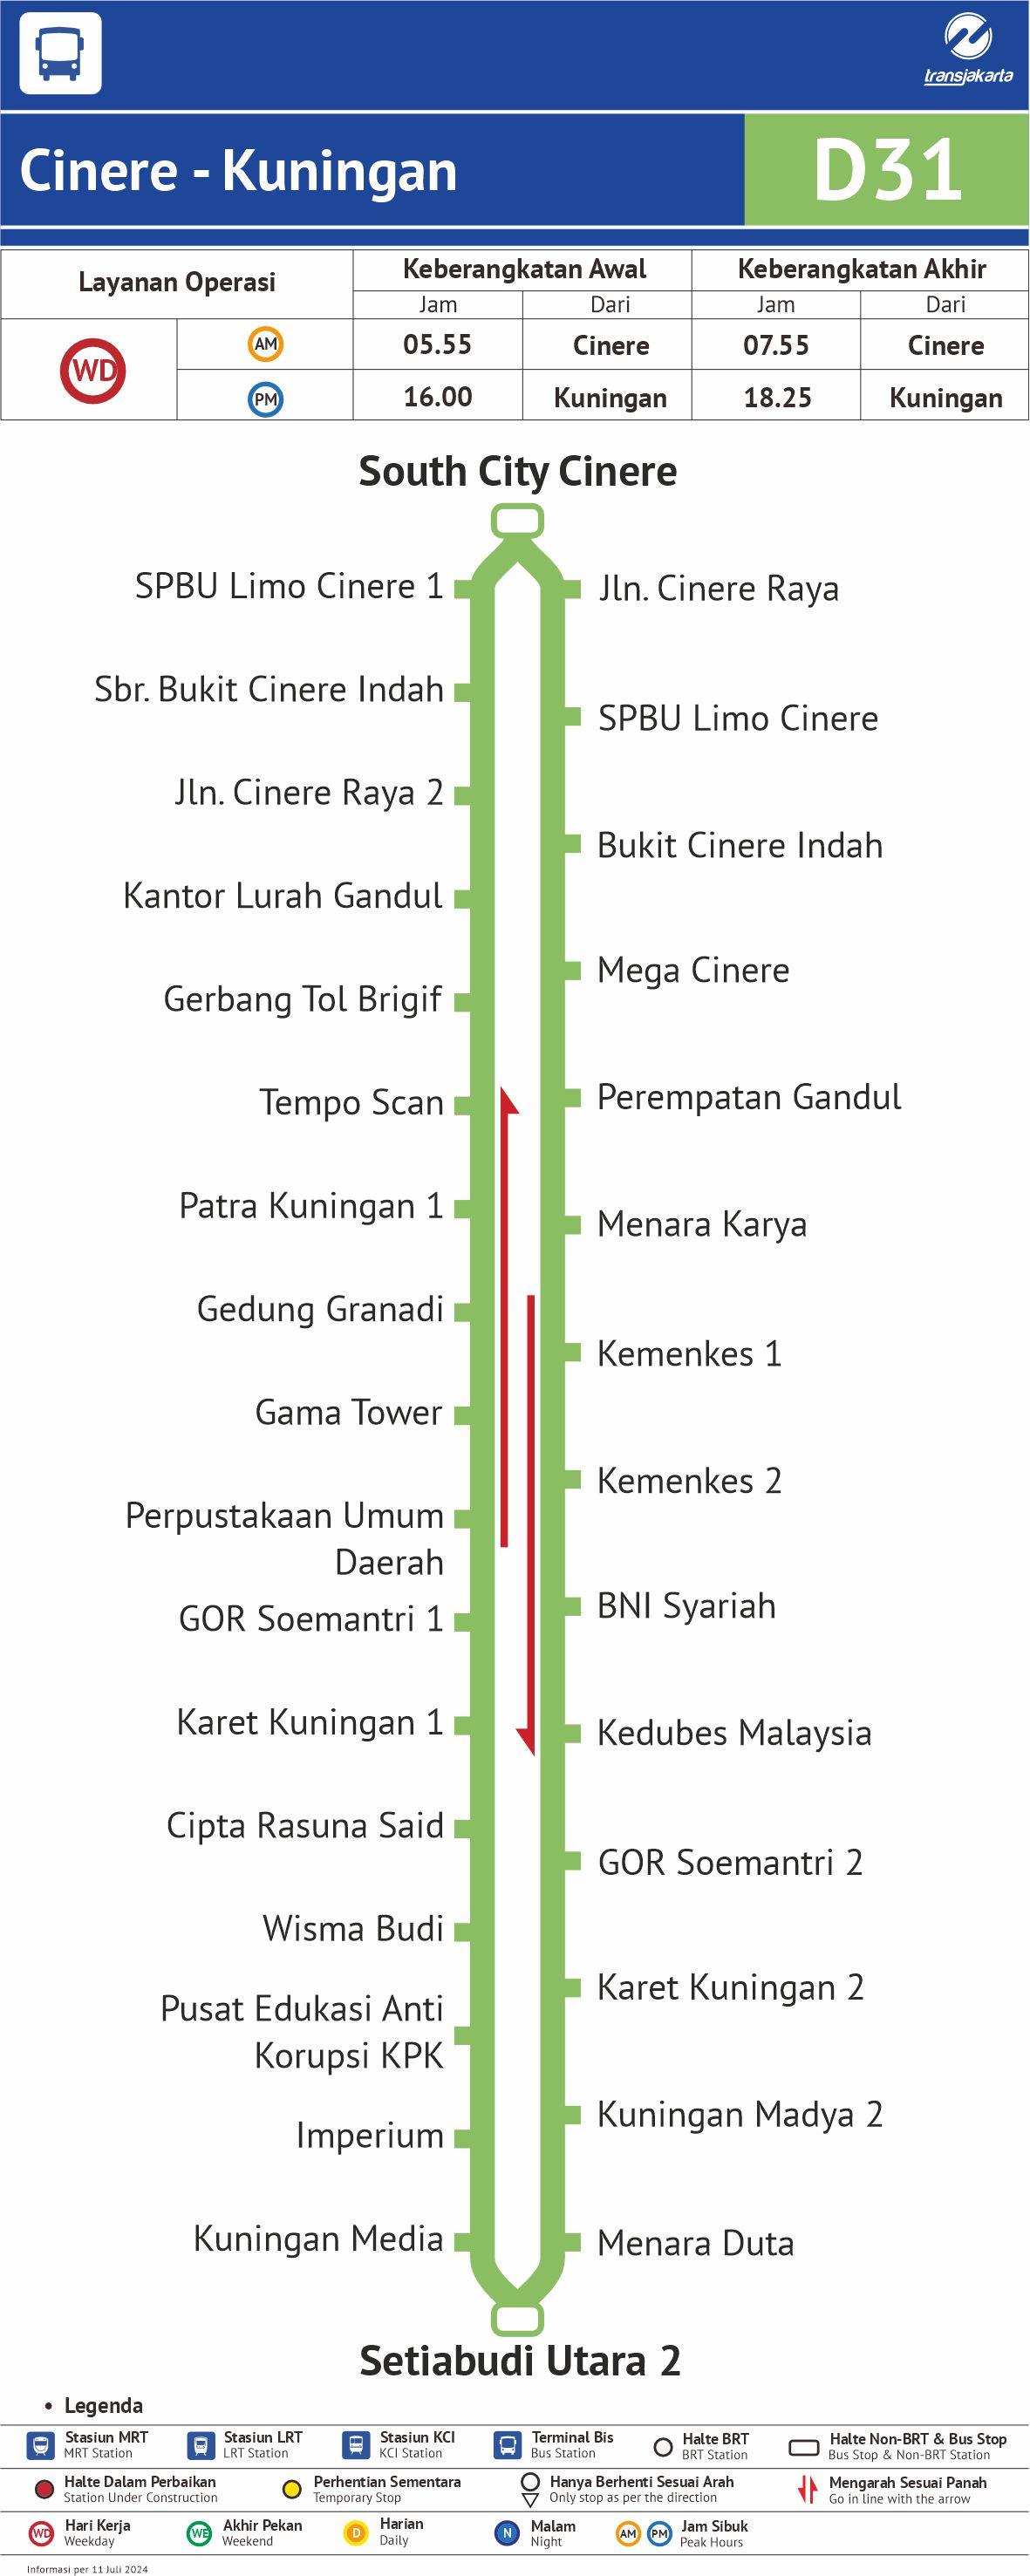 transjakarta
Cinere - Kuningan
D31
Layanan Operasi
Keberangkatan Awal
Keberangkatan Akhir
Jam
Dari
Jam
Dari
WD
AM
05.55
Cinere
07.55
Cinere
PM
16.00
Kuningan
18.25
Kuningan
South City Cinere
SPBU Limo Cinere 1
Sbr. Bukit Cinere Indah
Jln. Cinere Raya 2
Kantor Lurah Gandul
Gerbang Tol Brigif
Tempo Scan
Patra Kuningan 1
Gedung Granadi
Gama Tower
Perpustakaan Umum
Daerah
GOR Soemantri 1
Karet Kuningan 1
Cipta Rasuna Said
Wisma Budi
Pusat Edukasi Anti
Korupsi KPK
Imperium
Kuningan Media
Jln. Cinere Raya
SPBU Limo Cinere
Bukit Cinere Indah
Mega Cinere
Perempatan Gandul
Menara Karya
Kemenkes 1
Kemenkes 2
BNI Syariah
Kedubes Malaysia
GOR Soemantri 2
Karet Kuningan 2
Kuningan Madya 2
Menara Duta
Setiabudi Utara 2
• Legenda
Stasiun MRT
MRT Station
Stasiun LRT
LRT Station
Stasiun KCI
KCI Station
Terminal Bis
Bus Station
Halte BRT
BRT Station
Halte Non-BRT & Bus Stop
Bus Stop & Non-BRT Station
Halte Dalam Perbaikan
Station Under Construction
Perhentian Sementara
Temporary Stop
Hanya Berhenti Sesuai Arah
Only stop as per the direction
Mengarah Sesuai Panah
Go in line with the arrow
WD
Hari Kerja
Weekday
WE
Akhir Pekan
Weekend
D
Harian
Daily
N
Malam
Night
AM
PM
Jam Sibuk
Peak Hours
Informasi per 11 Juli 2024